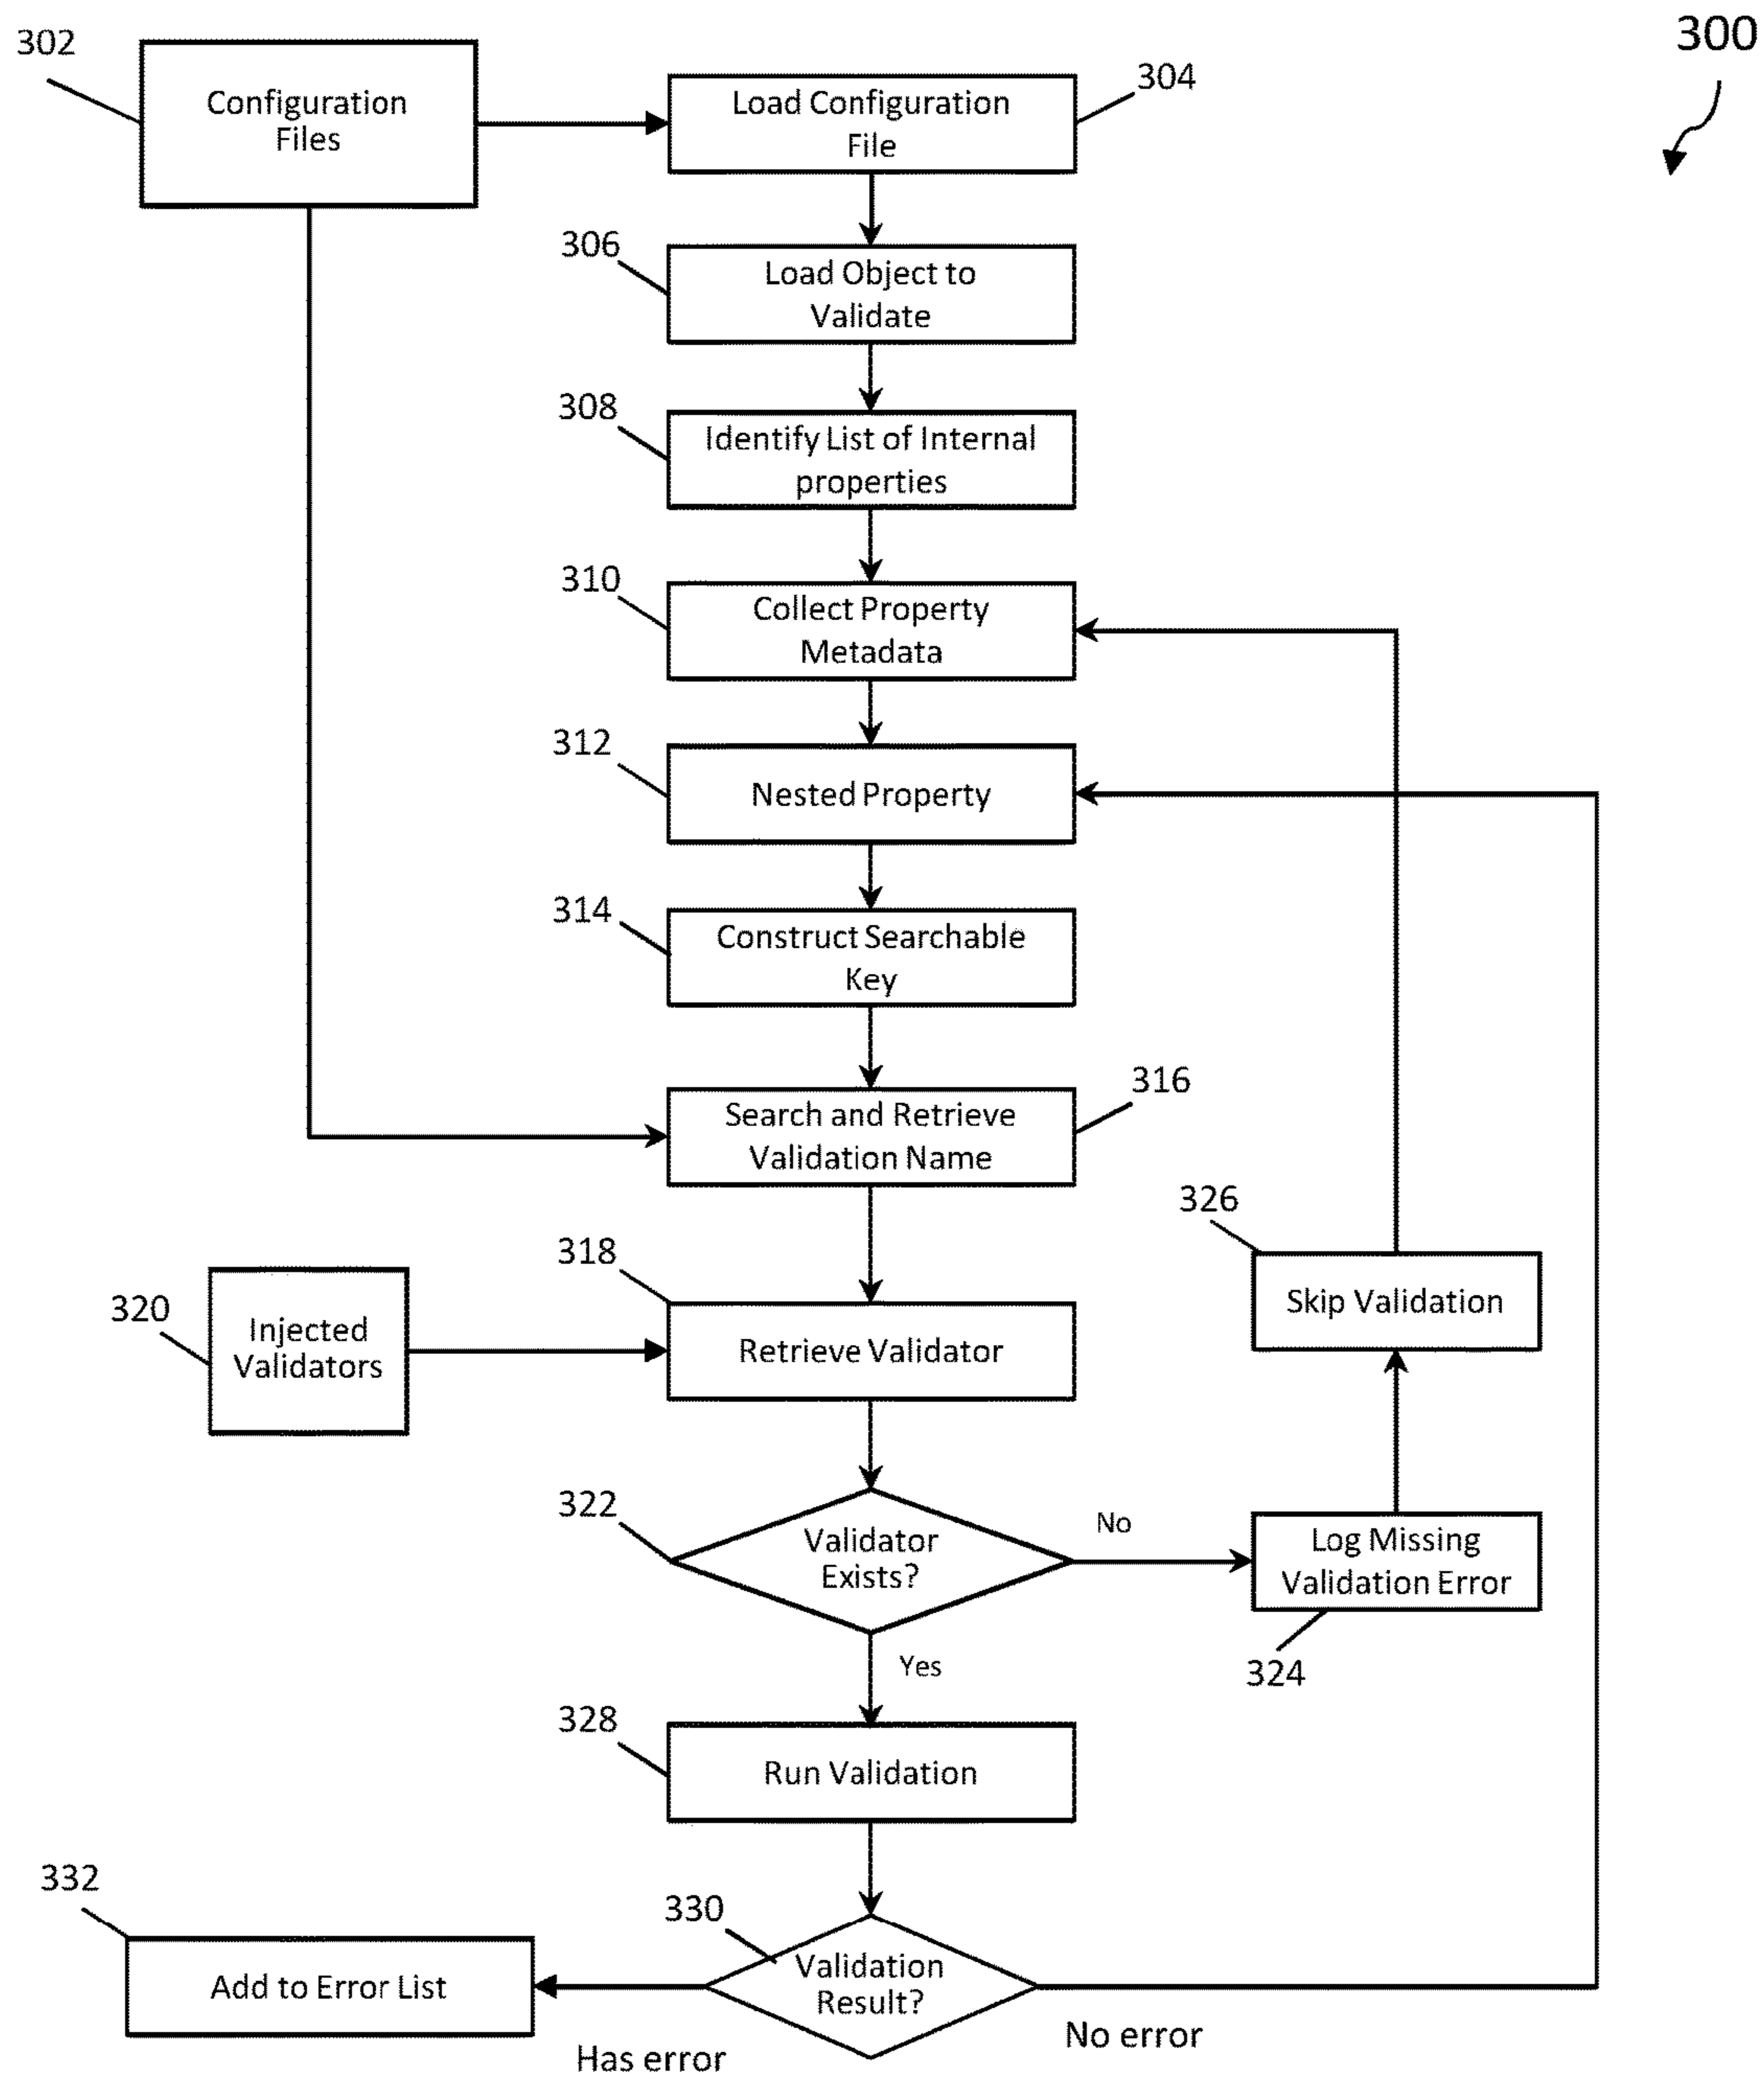 300
302
Configuration
Files
Load Configuration
File
304
306
Load Object to
Validate
308
Identify List of Internal
properties
310
Collect Property
Metadata
312
Nested Property
314
Construct Searchable
Key
316
Search and Retrieve
Validation Name
326
Skip Validation
318
320
Injected
Validators
Retrieve Validator
322
Validator
Exists?
No
Log Missing
Validation Error
324
Yes
328
Run Validation
332
330
Add to Error List
Validation
Result?
Has error
No error